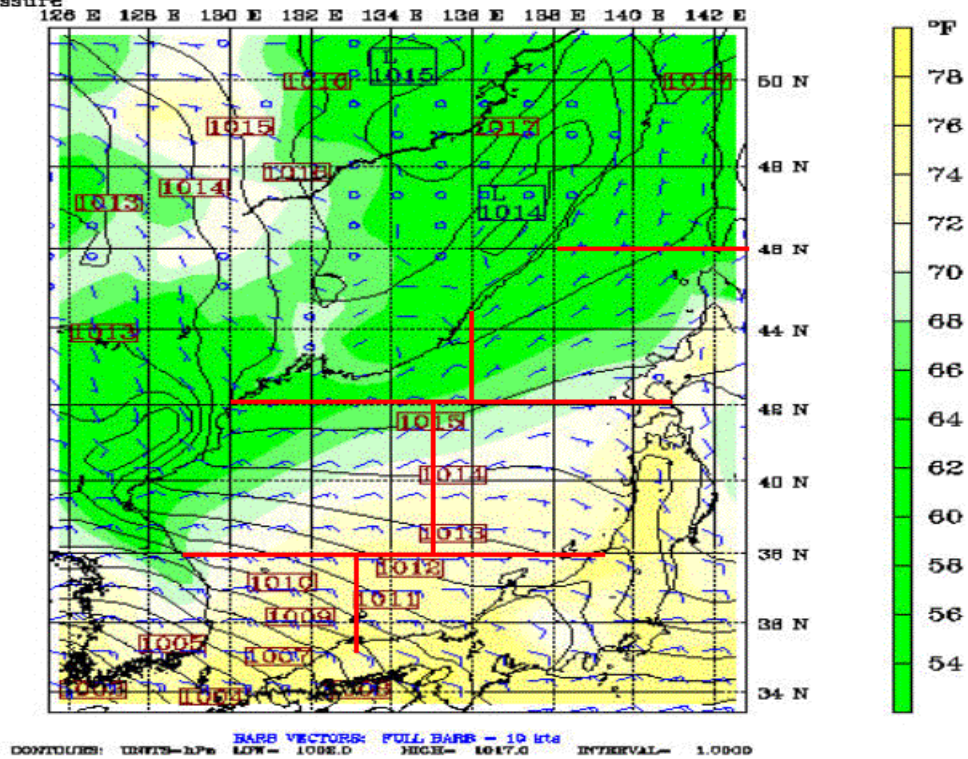 ssure
126 E 128 E 130 E 132 E 134 E 136 E 138 E 140 E 142 E
°F
L
1015
1016
1017
50 N
78
1015
1017
76
48 N
1016
1014
74
1013
L
1014
72
46 N
70
1013
44 N
68
66
42 N
1015
64
1014
40 N
62
1013
60
38 N
1012
1010
58
1011
1009
36 N
56
1005
1007
54
1004
34 N
BARB VECTORS: FULL BARB = 10 kts
CONTOURS: UNITS=hPa LOW= 1002.0 HIGH= 1017.0 INTERVAL= 1.0000